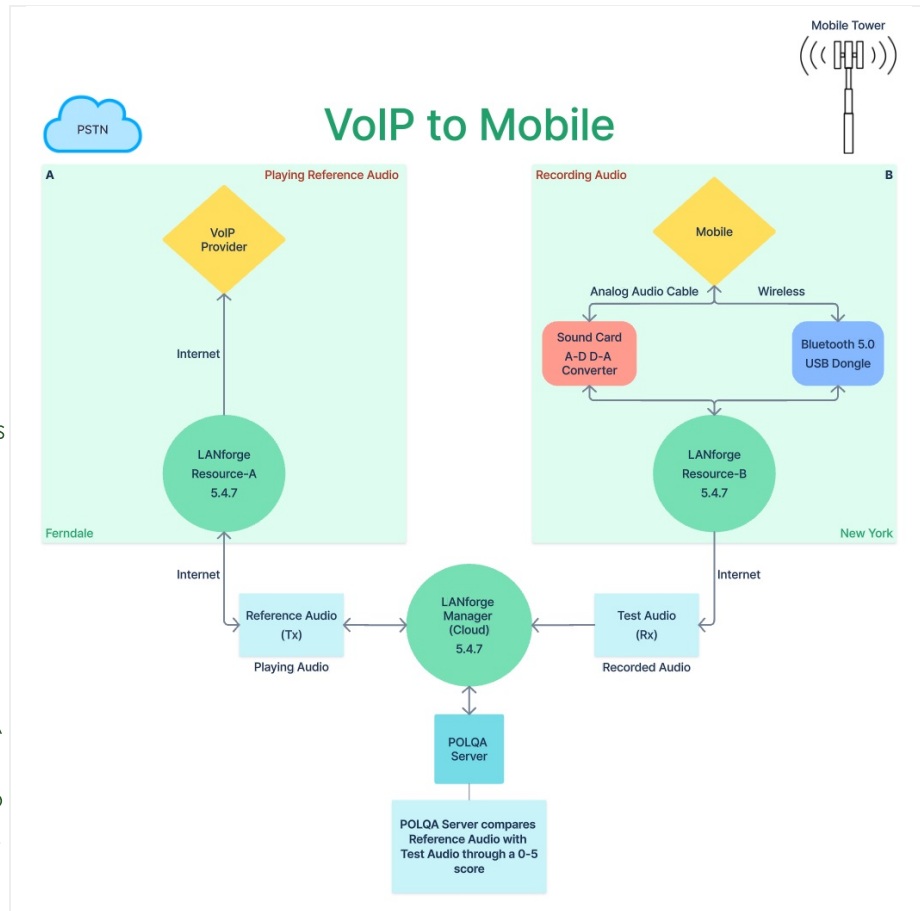 Mobile Tower
PSTN
VoIP to Mobile
A
Playing Reference Audio
Recording Audio
B
VoIP
Provider
Mobile
Analog Audio Cable
Wireless
Sound Card
A-D D-A
Converter
Bluetooth 5.0
USB Dongle
Internet
LANforge
Resource-A
5.4.7
LANforge
Resource-B
5.4.7
Ferndale
New York
Internet
Internet
Reference Audio
(Tx)
Playing Audio
LANforge
Manager
(Cloud)
5.4.7
Test Audio
(Rx)
Recorded Audio
POLQA
Server
POLQA Server compares
Reference Audio with
Test Audio through a 0-5
score